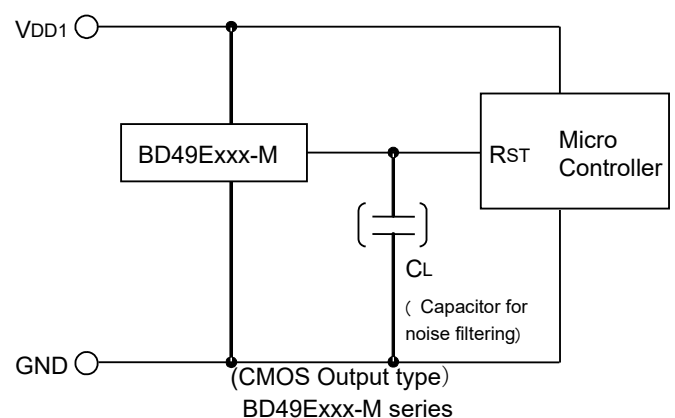 VDD1
BD49Exxx-M
RST
Micro
Controller
CL
( Capacitor for
noise filtering)
GND
(CMOS Output type）
BD49Exxx-M series